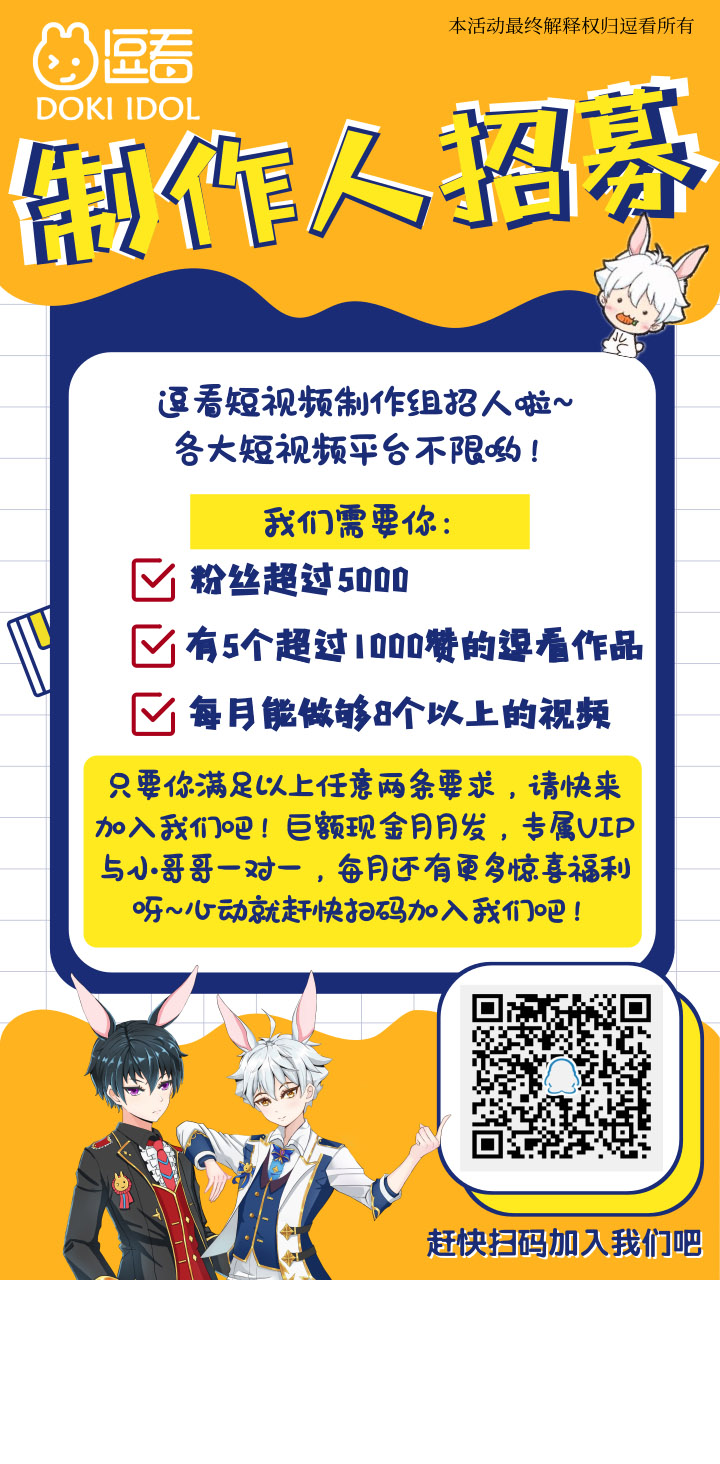 本活动最终解释权归逗看所有
逗看
DOKI IDOL
制作人招募
逗看短视频制作组招人啦~
各大短视频平台不限哟！
我们需要你：
粉丝超过5000
有5个超过1000赞的逗看作品
每月能做够8个以上的视频
只要你满足以上任意两条要求，请快来
加入我们吧！巨额现金月月发，专属VIP
与小哥哥一对一，每月还有更多惊喜福利
呀~心动就赶快扫码加入我们吧！
赶快扫码加入我们吧